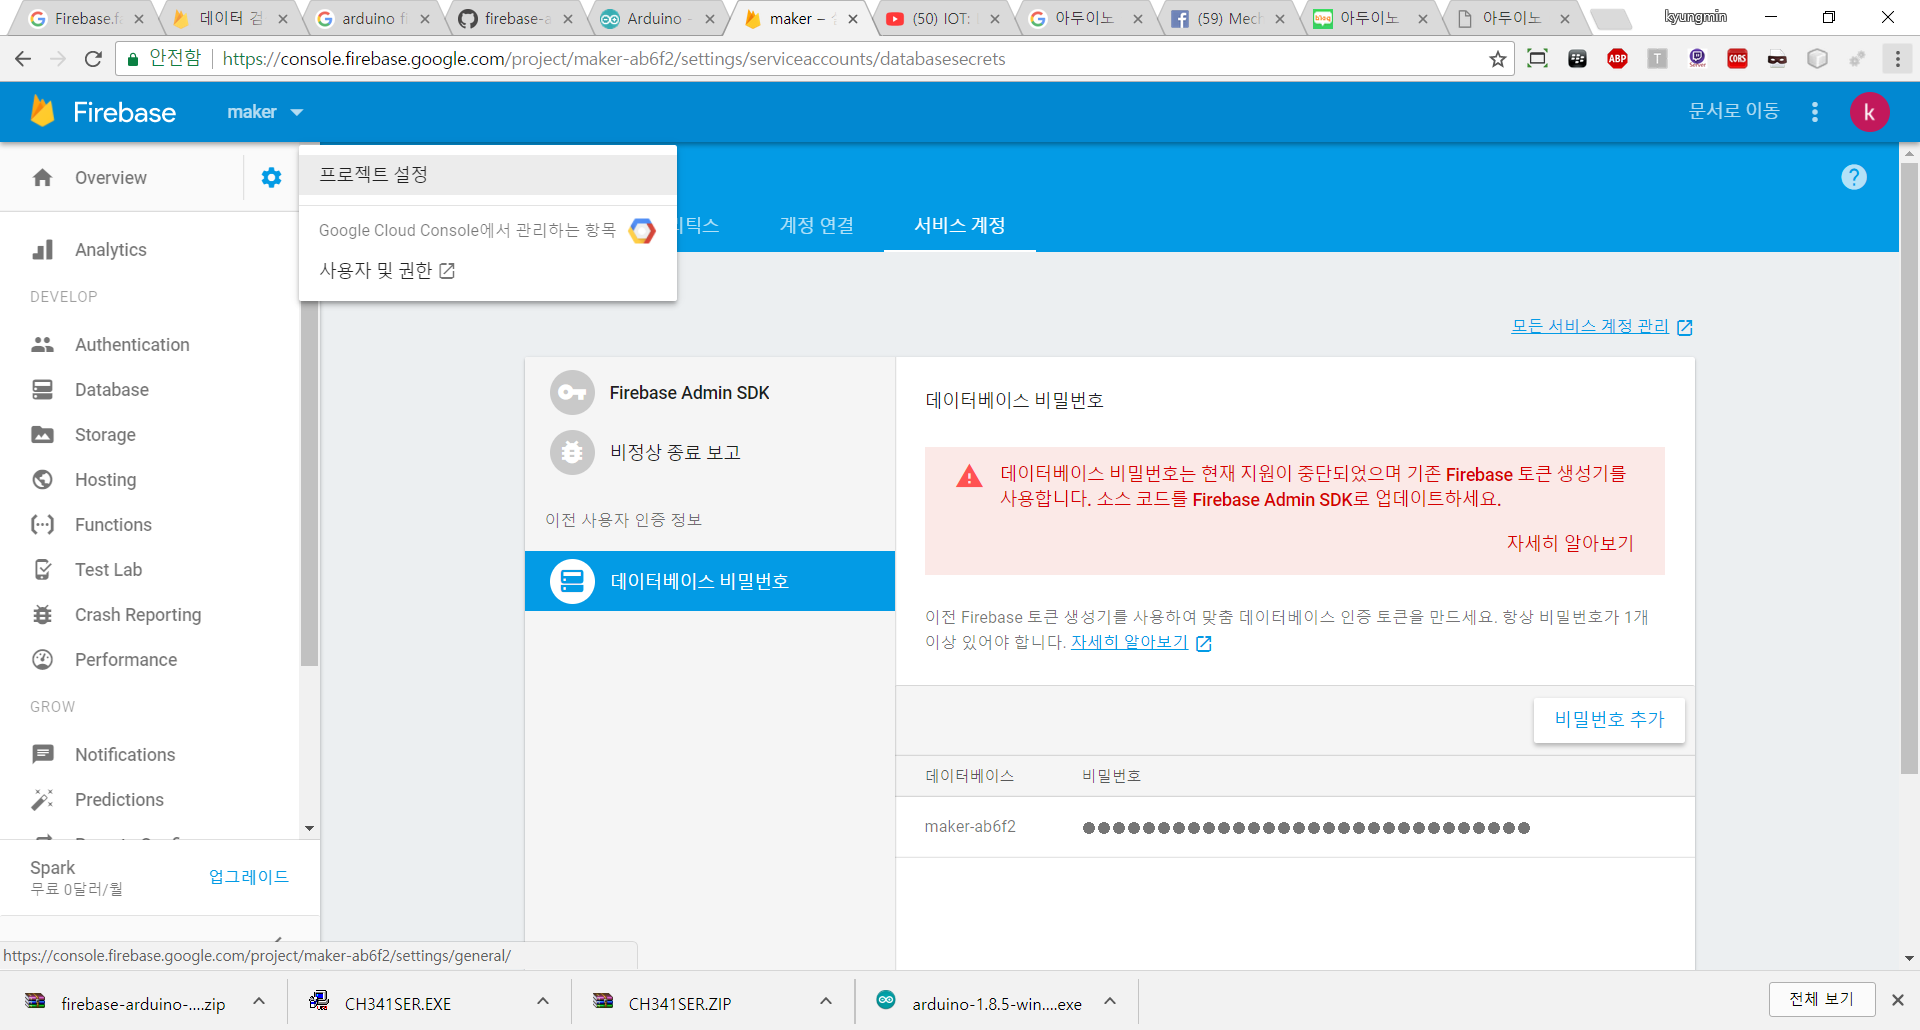 Firebase.fa
데이터 검
arduino fi
firebase-a
Arduino -
maker –
(50) IOT:
아두이노
(59) Mech
아두이노
아두이노
kyungmin
안전함
https://console.firebase.google.com/project/maker-ab6f2/settings/serviceaccounts/databasesecrets
ABP
T
Server
CORS
Firebase
maker
문서로 이동
k
Overview
프로젝트 설정
Google Cloud Console에서 관리하는 항목
사용자 및 권한
리틱스
계정 연결
서비스 계정
Analytics
DEVELOP
Authentication
Database
Storage
Hosting
Functions
Test Lab
Crash Reporting
Performance
GROW
Notifications
Predictions
Spark
무료 0달러/월
업그레이드
모든 서비스 계정 관리
Firebase Admin SDK
비정상 종료 보고
이전 사용자 인증 정보
데이터베이스 비밀번호
데이터베이스 비밀번호
데이터베이스 비밀번호는 현재 지원이 중단되었으며 기존 Firebase 토큰 생성기를
사용합니다. 소스 코드를 Firebase Admin SDK로 업데이트하세요.
자세히 알아보기
이전 Firebase 토큰 생성기를 사용하여 맞춤 데이터베이스 인증 토큰을 만드세요. 항상 비밀번호가 1개
이상 있어야 합니다. 자세히 알아보기
비밀번호 추가
데이터베이스 비밀번호
maker-ab6f2 ●●●●●●●●●●●●●●●●●●●●●●●●●●●●●●
https://console.firebase.google.com/project/maker-ab6f2/settings/general/
firebase-arduino-....zip
CH341SER.EXE
CH341SER.ZIP
arduino-1.8.5-win....exe
전체 보기